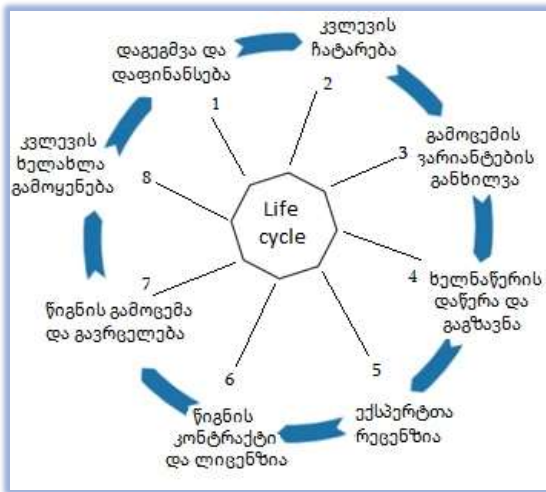 დაგეგმვა და
დაფინანსება
1
კვლევის
ჩატარება
2
გამოცემის
ვარიანტების
განხილვა
3
ხელნაწერის
დაწერა და
გაგზავნა
4
ექსპერტთა
რეცენზია
5
წიგნის
კონტრაქტი
და ლიცენზია
6
წიგნის გამოცემა
და გავრცელება
7
კვლევის
ხელახლა
გამოყენება
8
Life
cycle